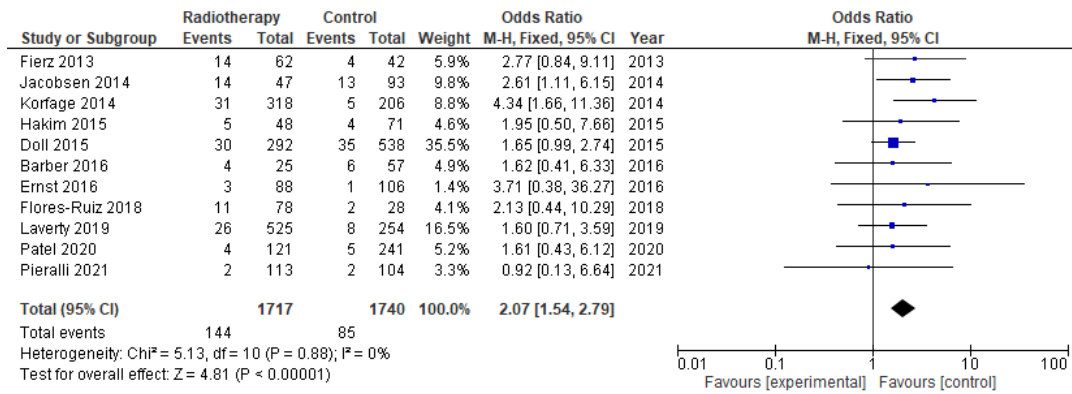 Radiotherapy Control Odds Ratio Odds Ratio
Study or Subgroup Events Total Events Total Weight M-H, Fixed, 95% CI Year M-H, Fixed, 95% CI
Fierz 2013 14 62 4 42 5.9% 2.77 [0.84, 9.11] 2013
Jacobsen 2014 14 47 13 93 9.8% 2.61 [1.11, 6.15] 2014
Korfage 2014 31 318 5 206 8.8% 4.34 [1.66, 11.36] 2014
Hakim 2015 5 48 4 71 4.6% 1.95 [0.50, 7.66] 2015
Doll 2015 30 292 35 538 35.5% 1.65 [0.99, 2.74] 2015
Barber 2016 4 25 6 57 4.9% 1.62 [0.41, 6.33] 2016
Ernst 2016 3 88 1 106 1.4% 3.71 [0.38, 36.27] 2016
Flores-Ruiz 2018 11 78 2 28 4.1% 2.13 [0.44, 10.29] 2018
Laverty 2019 26 525 8 254 16.5% 1.60 [0.71, 3.59] 2019
Patel 2020 4 121 5 241 5.2% 1.61 [0.43, 6.12] 2020
Pieralli 2021 2 113 2 104 3.3% 0.92 [0.13, 6.64] 2021
Total (95% CI) 1717 1740 100.0% 2.07 [1.54, 2.79]
Total events 144 85
Heterogeneity: Chi² = 5.13, df = 10 (P = 0.88); I² = 0%
Test for overall effect: Z = 4.81 (P < 0.00001)
0.01 0.1 1 10 100
Favours [experimental] Favours [control]